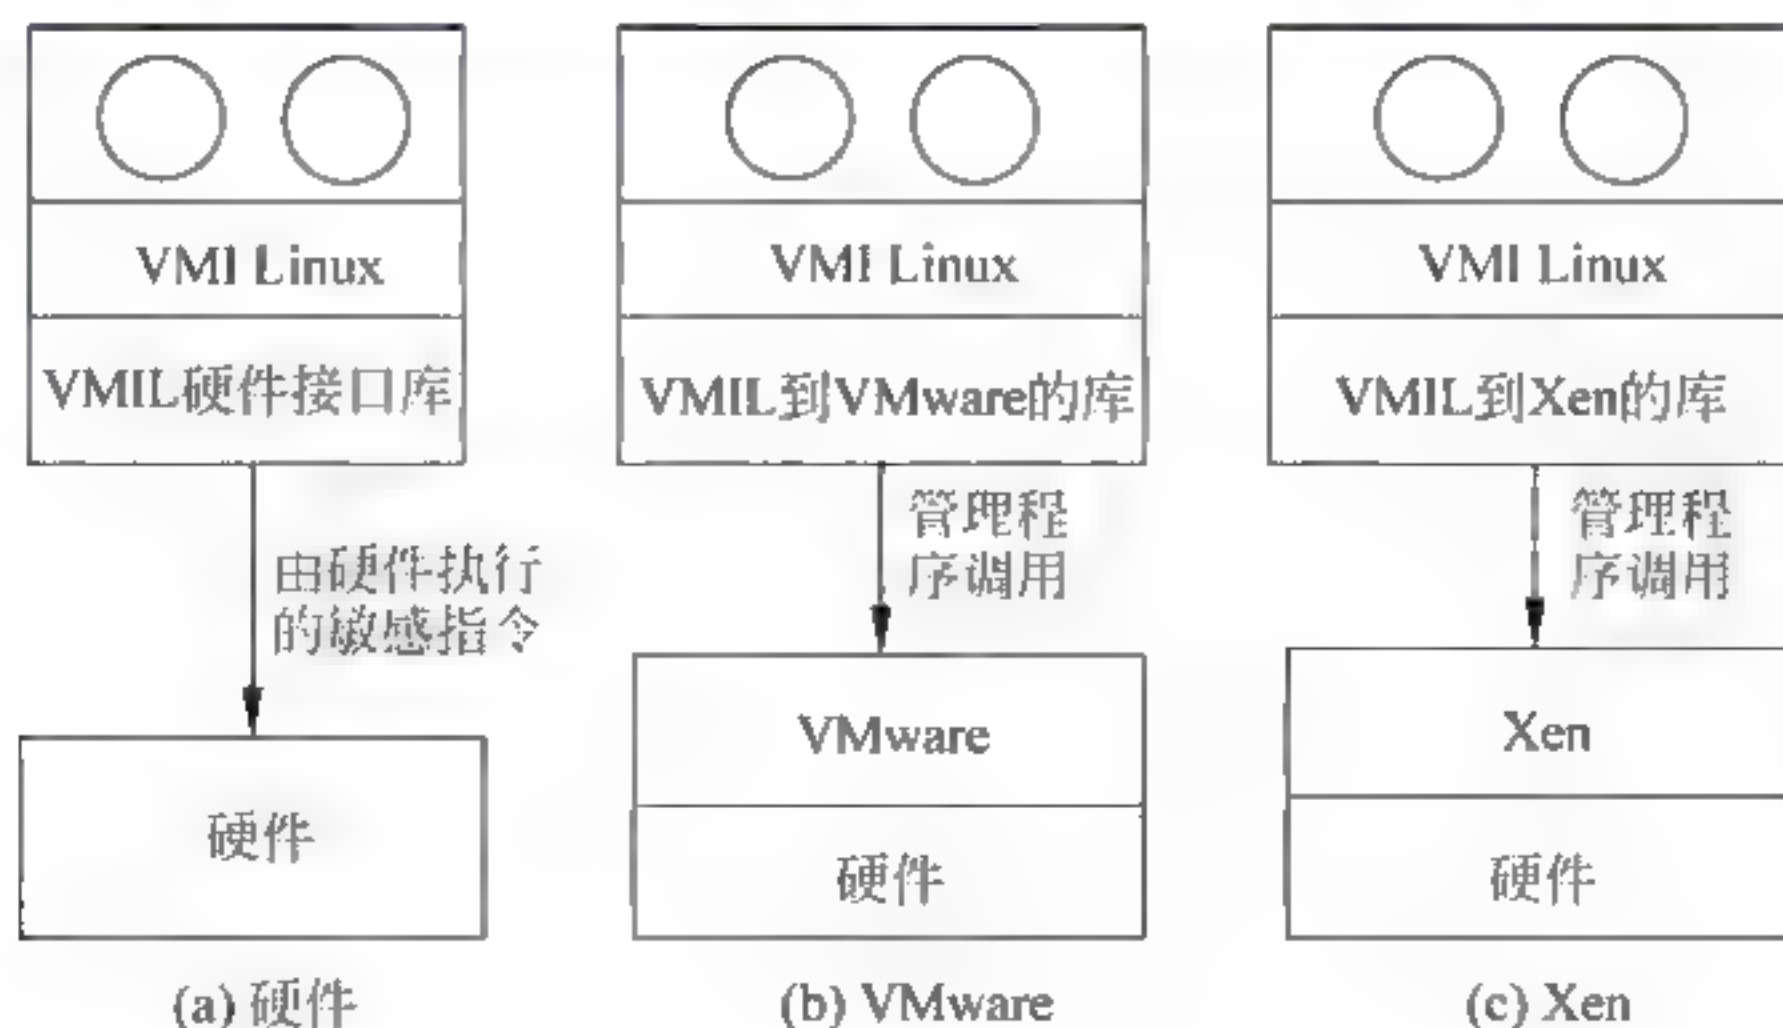 VMI Linux
VMIL硬件接口库
由硬件执行
的敏感指令
硬件
(a) 硬件
VMI Linux
VMIL到VMware的库
管理程
序调用
VMware
硬件
(b) VMware
VMI Linux
VMIL到Xen的库
管理程
序调用
Xen
硬件
(c) Xen